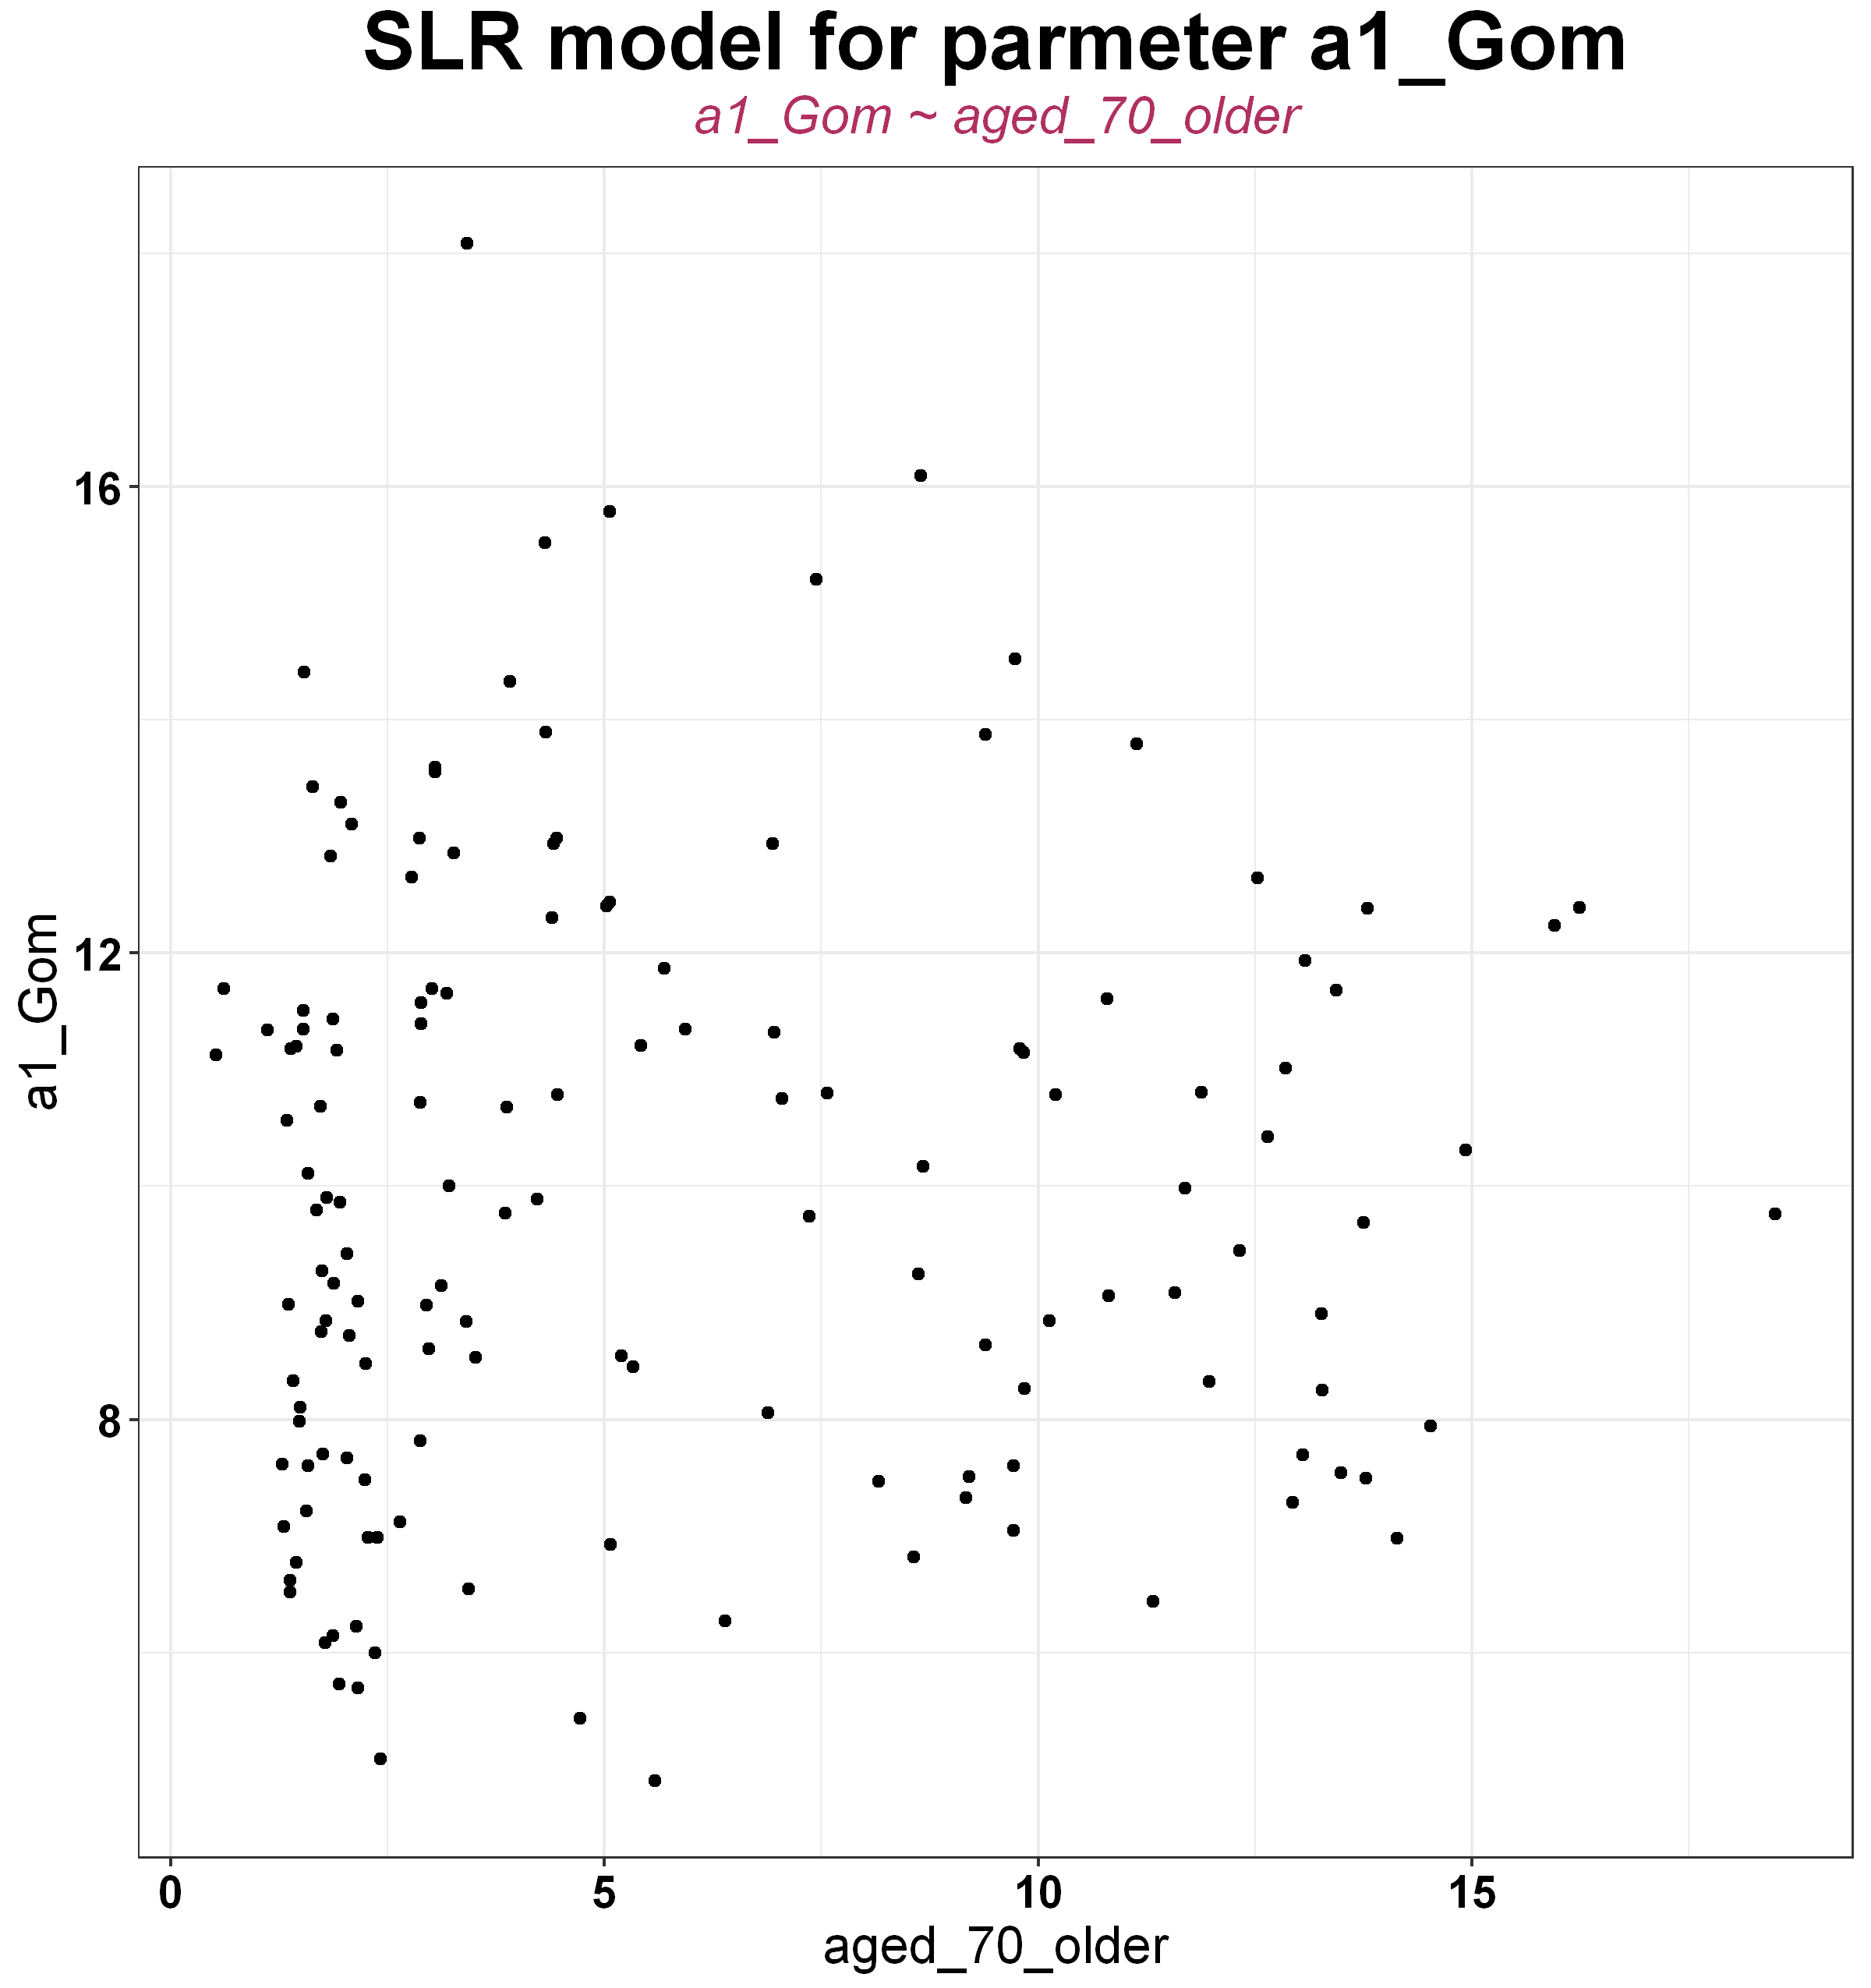 SLR model for parmeter a1_Gom
a1_Gom ~ aged_70_older
16
12
8
a1_Gom
0 5 10 15
aged_70_older